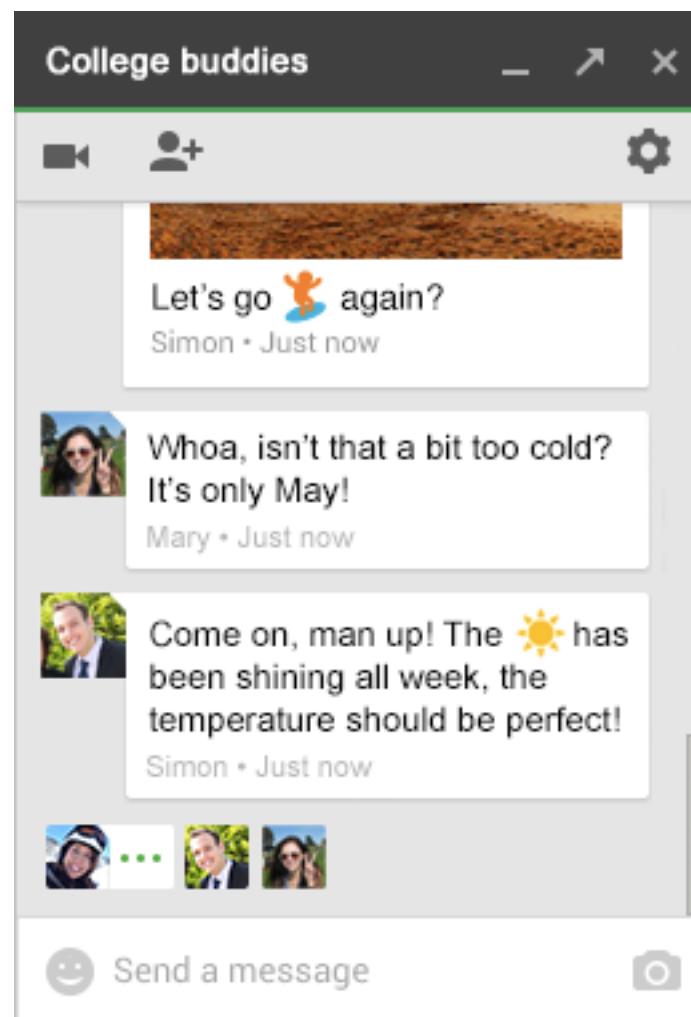 College buddies
Let's go 🏄 again?
Simon • Just now
Whoa, isn't that a bit too cold?
It's only May!
Mary • Just now
Come on, man up! The ☀️ has
been shining all week, the
temperature should be perfect!
Simon • Just now
Send a message